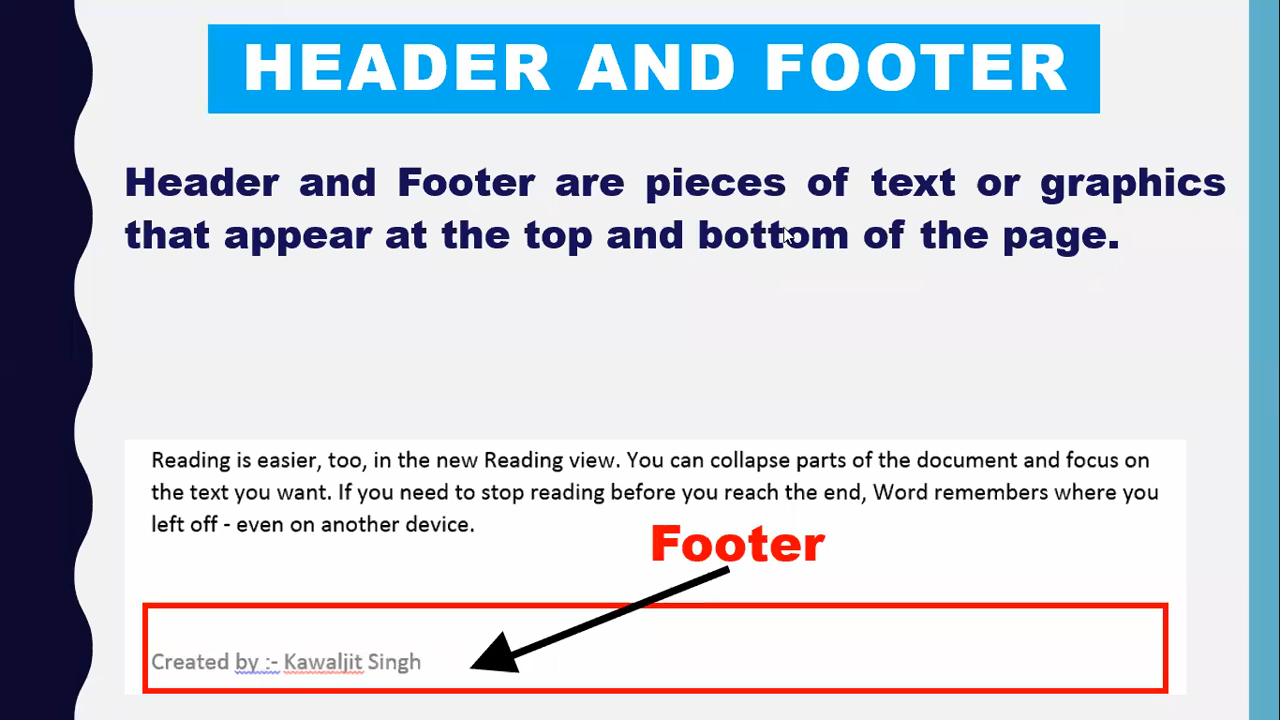 HEADER AND FOOTER
Header and Footer are pieces of text or graphics
that appear at the top and bottom of the page.
Reading is easier, too, in the new Reading view. You can collapse parts of the document and focus on
the text you want. If you need to stop reading before you reach the end, Word remembers where you
left off - even on another device.
Footer
Created by :- Kawaljit Singh